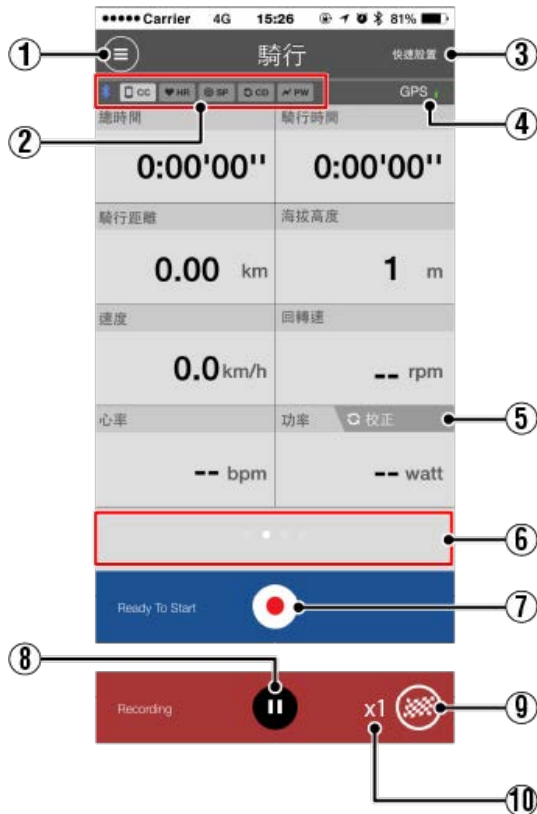 Carrier 4G 15:26 81%
① 騎行 快速設置 ③
CC HR SP CD PW GPS
② ④
總時間 騎行時間
0:00'00'' 0:00'00''
騎行距離 海拔高度
0.00 km 1 m
速度 回轉速
0.0 km/h -- rpm
心率 功率 校正 ⑤
-- bpm -- watt
⑥
Ready To Start ⑦
⑧
Recording x1 ⑨
⑩